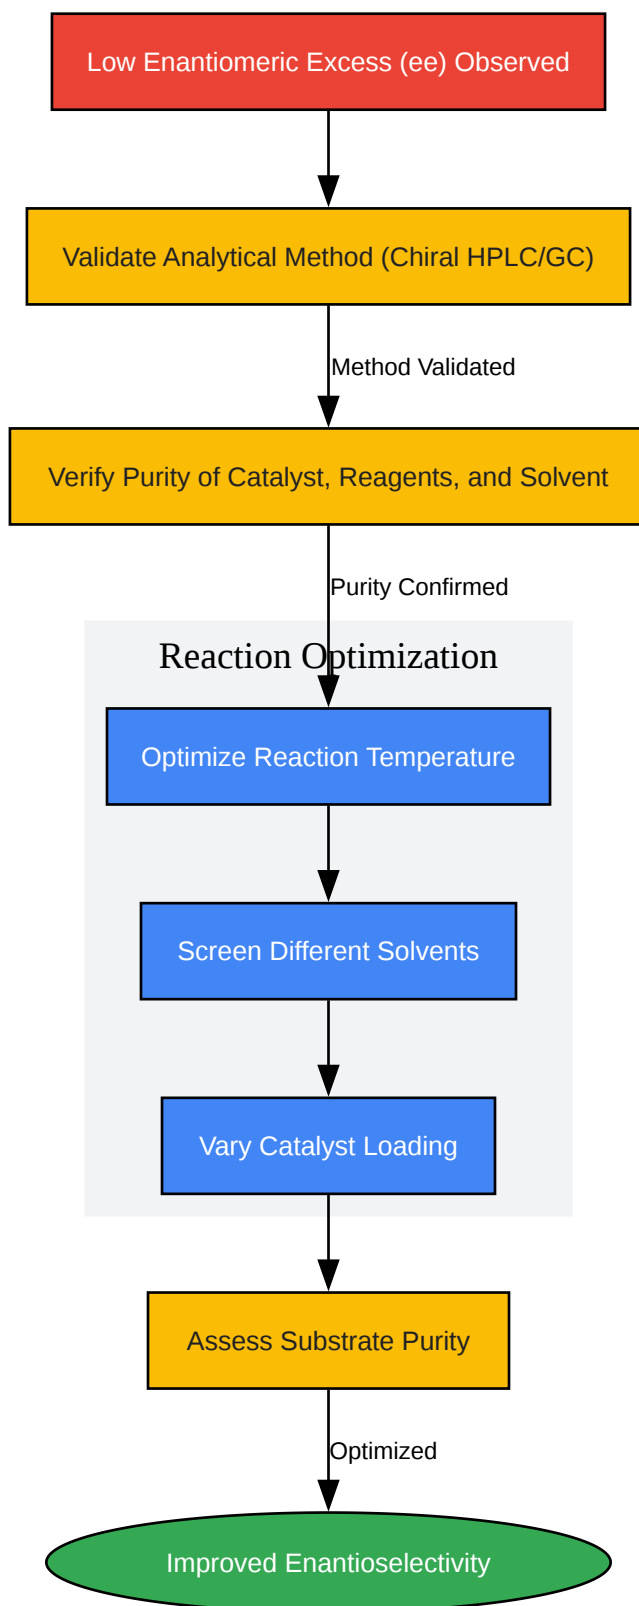 Low Enantiomeric Excess (ee) Observed
Validate Analytical Method (Chiral HPLC/GC)
Method Validated
Verify Purity of Catalyst, Reagents, and Solvent
Purity Confirmed
Reaction Optimization
Optimize Reaction Temperature
Screen Different Solvents
Vary Catalyst Loading
Assess Substrate Purity
Optimized
Improved Enantioselectivity